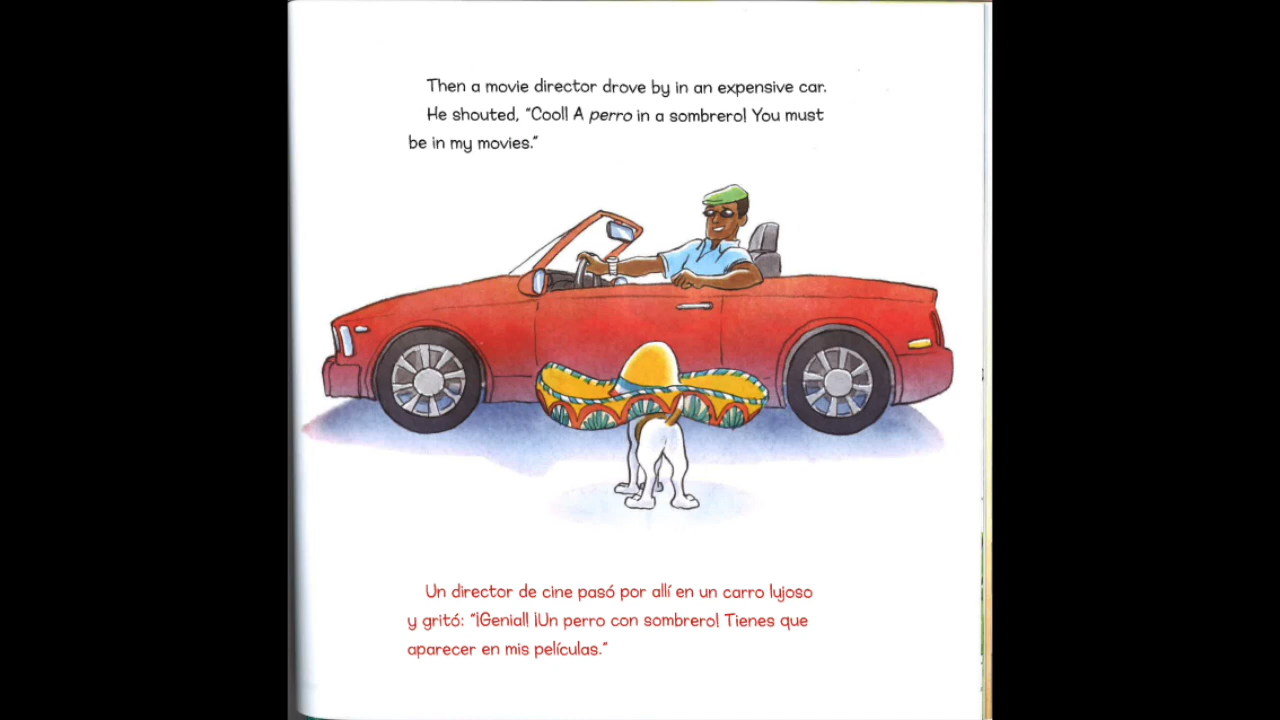 Then a movie director drove by in an expensive car.
He shouted, "Cool! A perro in a sombrero! You must
be in my movies."
Un director de cine pasó por allí en un carro lujoso
y gritó: "¡Genial! ¡Un perro con sombrero! Tienes que
aparecer en mis películas."